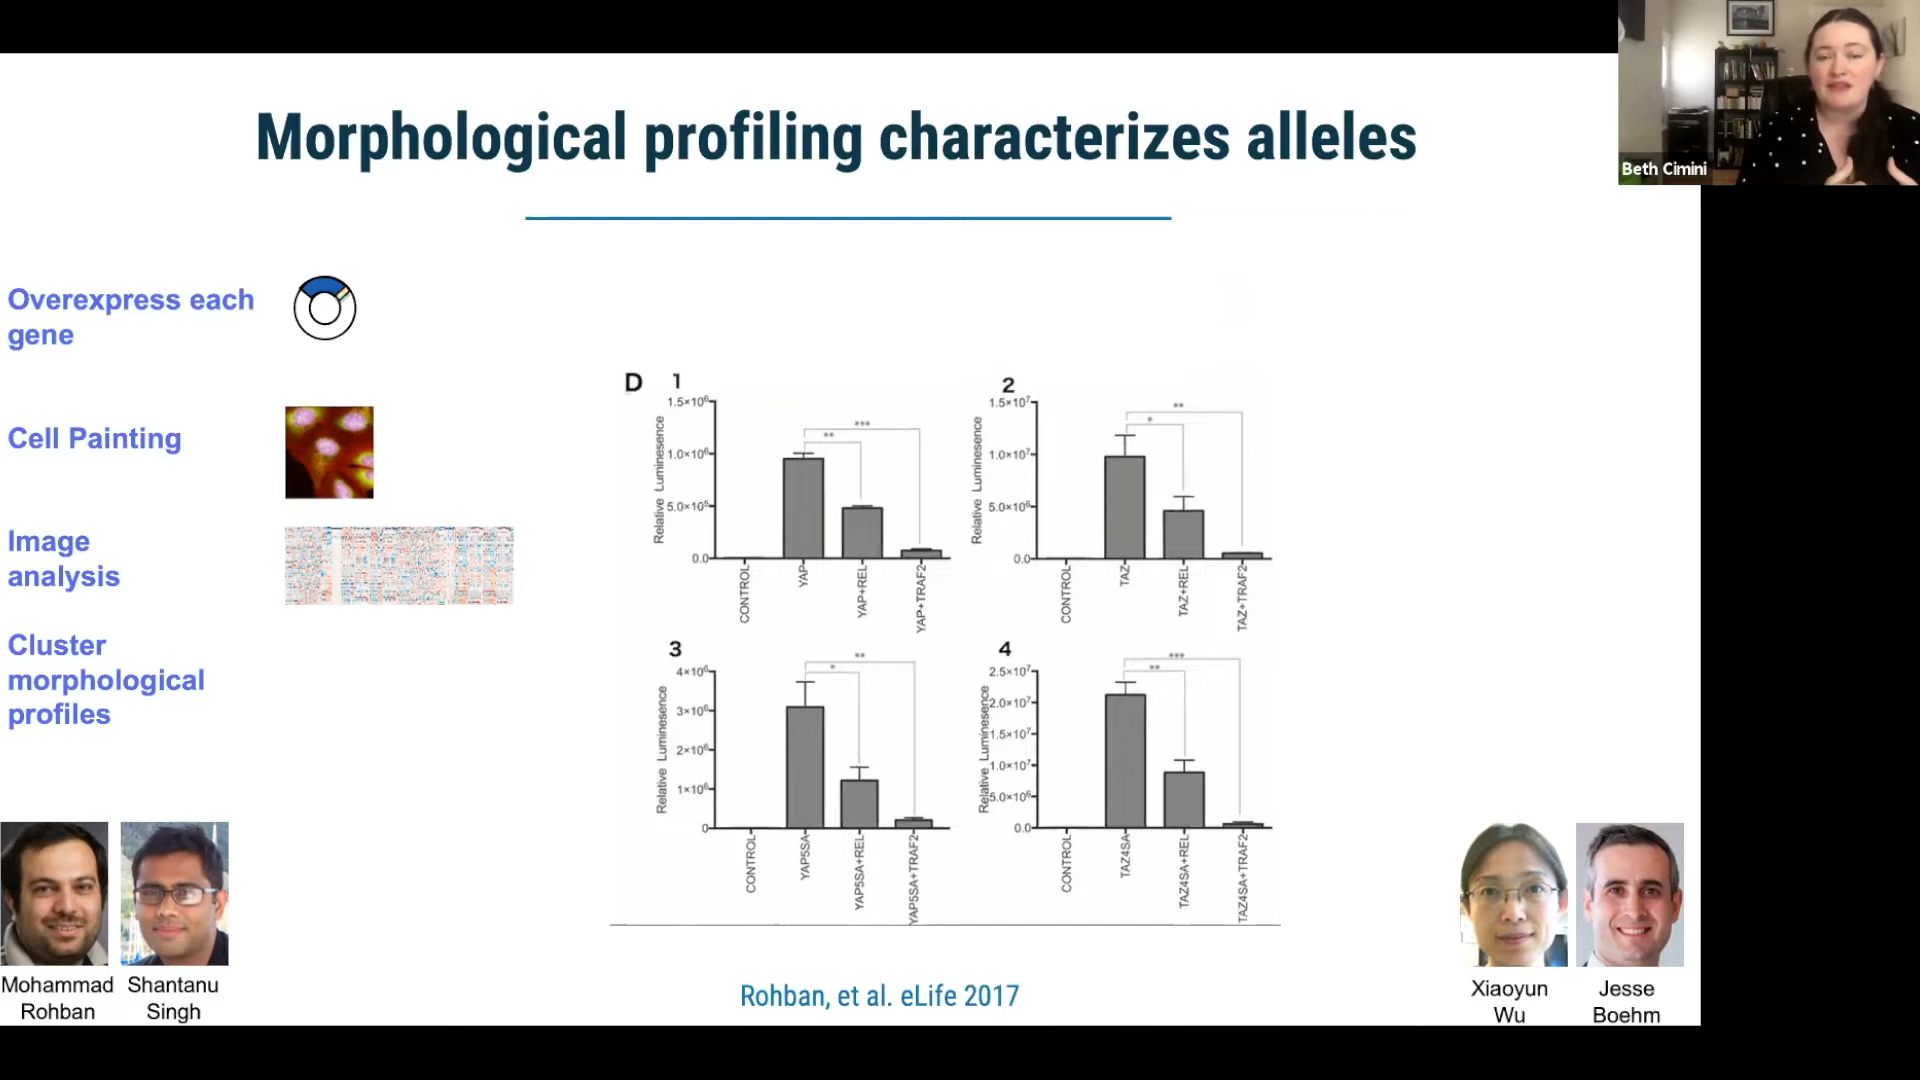 Morphological profiling characterizes alleles
Beth Cimini
Overexpress each
gene
Cell Painting
Image
analysis
Cluster
morphological
profiles
D
1
Relative Luminesence
1.5×10⁶
1.0×10⁶
5.0×10⁵
0.0
***
**
CONTROL
YAP
YAP+REL
YAP+TRAF2
2
Relative Luminesence
1.5×10⁷
1.0×10⁷
5.0×10⁶
0.0
**
*
CONTROL
TAZ
TAZ+REL
TAZ+TRAF2
3
Relative Luminesence
4×10⁶
3×10⁶
2×10⁶
1×10⁶
0
**
*
CONTROL
YAP5SA
YAP5SA+REL
YAP5SA+TRAF2
4
Relative Luminesence
2.5×10⁷
2.0×10⁷
1.5×10⁷
1.0×10⁷
5.0×10⁶
0.0
***
**
CONTROL
TAZ4SA
TAZ4SA+REL
TAZ4SA+TRAF2
Mohammad
Rohban
Shantanu
Singh
Rohban, et al. eLife 2017
Xiaoyun
Wu
Jesse
Boehm